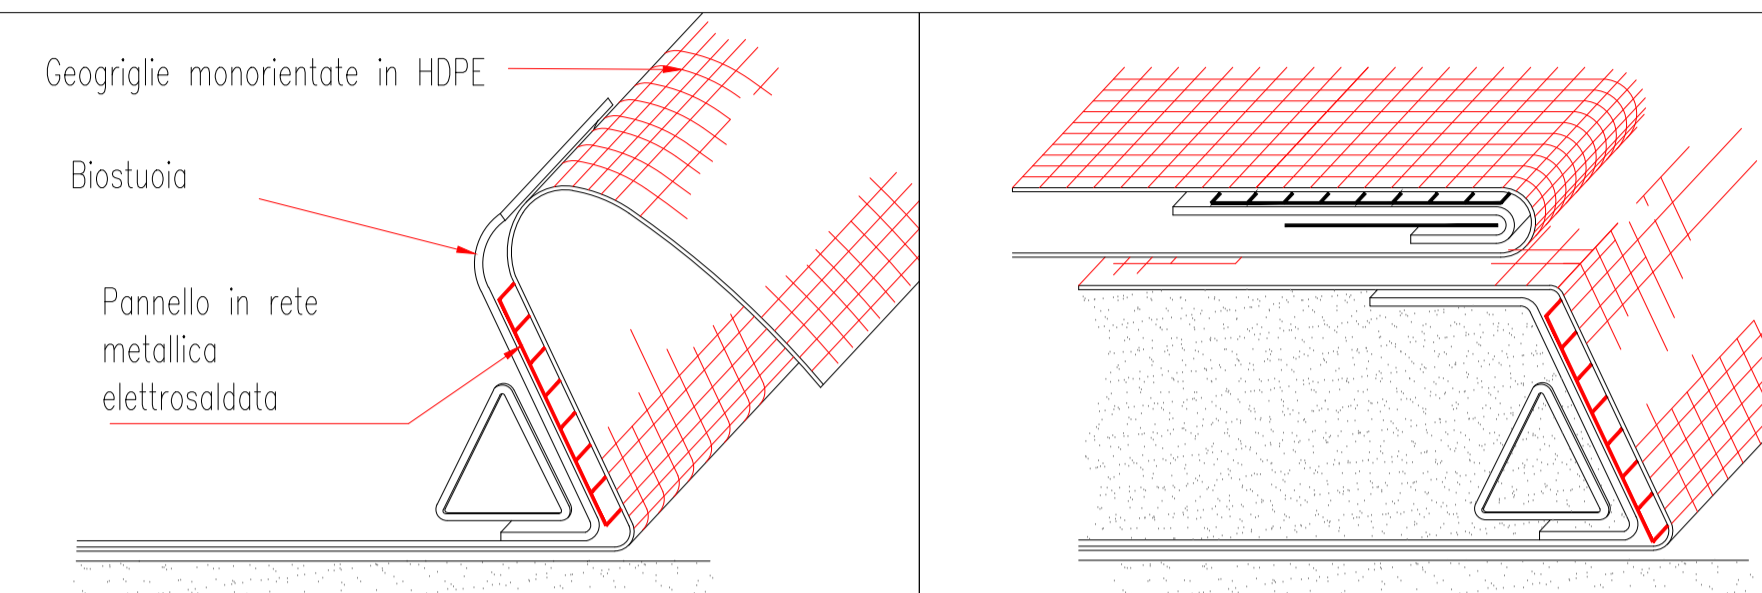 Geogriglie monorientate in HDPE
Biostuoia
Pannello in rete
metallica
elettrosaldata